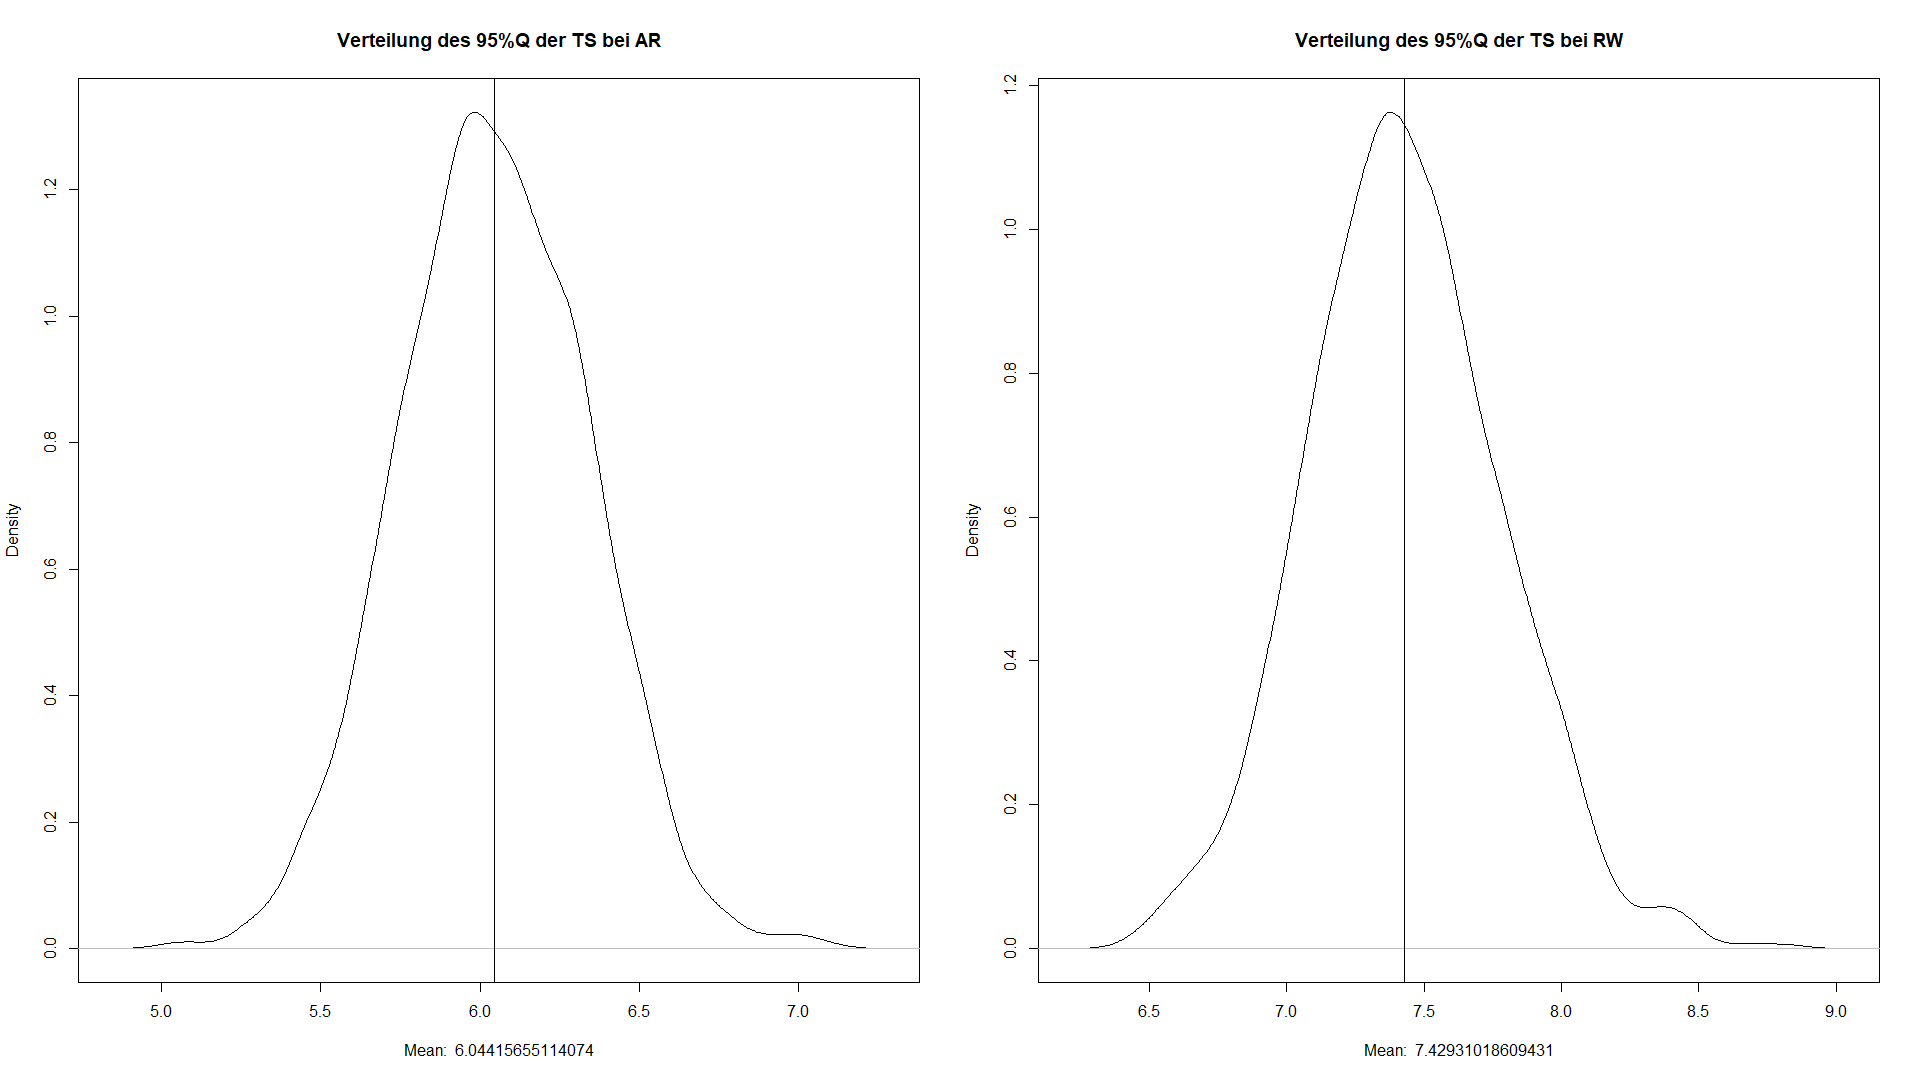 Verteilung des 95%Q der TS bei AR
Density
0.0
0.2
0.4
0.6
0.8
1.0
1.2
5.0 5.5 6.0 6.5 7.0
Mean: 6.04415655114074
Verteilung des 95%Q der TS bei RW
Density
0.0
0.2
0.4
0.6
0.8
1.0
1.2
6.5 7.0 7.5 8.0 8.5 9.0
Mean: 7.42931018609431